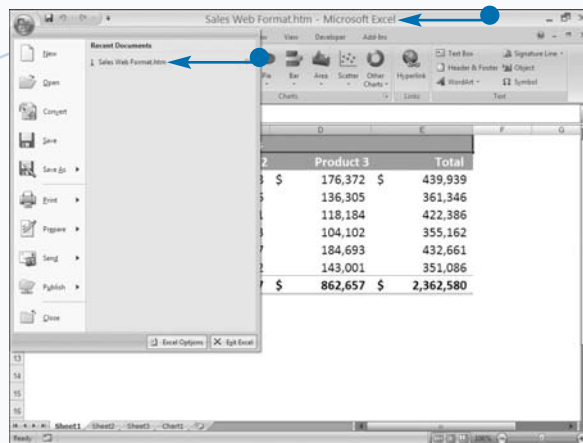 Sales Web Format.htm - Microsoft Excel
View Developer Add-Ins
New
Open
Convert
Save
Save As
Print
Prepare
Send
Publish
Close
Recent Documents
1 Sales Web Format.htm
Excel Options Exit Excel
Pie Bar Area Scatter Other Charts
Charts
Hyperlink
Links
Text Box
Header & Footer
WordArt
Signature Line
Object
Symbol
Text
D E F G
2 Product 3 Total
$ 176,372 $ 439,939
136,305 361,346
118,184 422,386
104,102 355,162
184,693 432,661
143,001 351,086
$ 862,657 $ 2,362,580
13
14
15
16
Sheet1 Sheet2 Sheet3 Chart1
Ready 100%